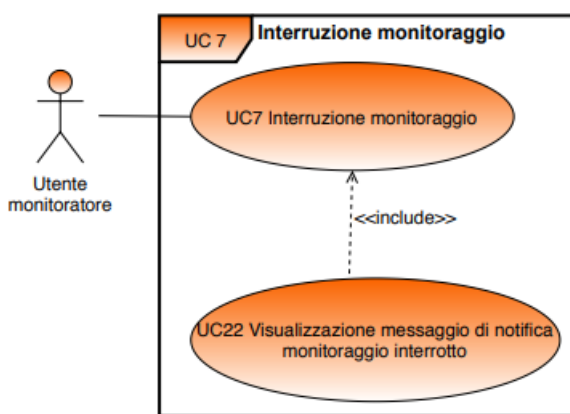 UC 7
Interruzione monitoraggio
UC7 Interruzione monitoraggio
Utente
monitoratore
<<include>>
UC22 Visualizzazione messaggio di notifica
monitoraggio interrotto